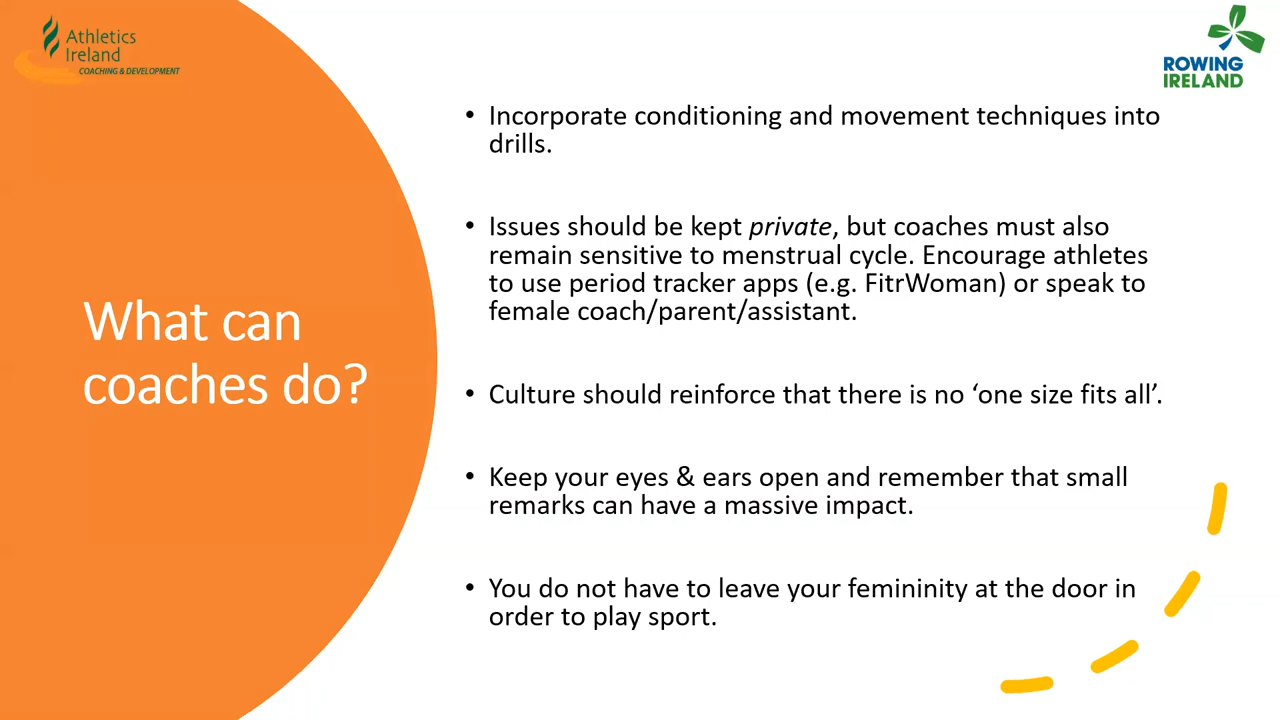 Athletics
Ireland
COACHING & DEVELOPMENT
ROWING
IRELAND
What can
coaches do?
• Incorporate conditioning and movement techniques into
drills.
• Issues should be kept private, but coaches must also
remain sensitive to menstrual cycle. Encourage athletes
to use period tracker apps (e.g. FitrWoman) or speak to
female coach/parent/assistant.
• Culture should reinforce that there is no ‘one size fits all’.
• Keep your eyes & ears open and remember that small
remarks can have a massive impact.
• You do not have to leave your femininity at the door in
order to play sport.